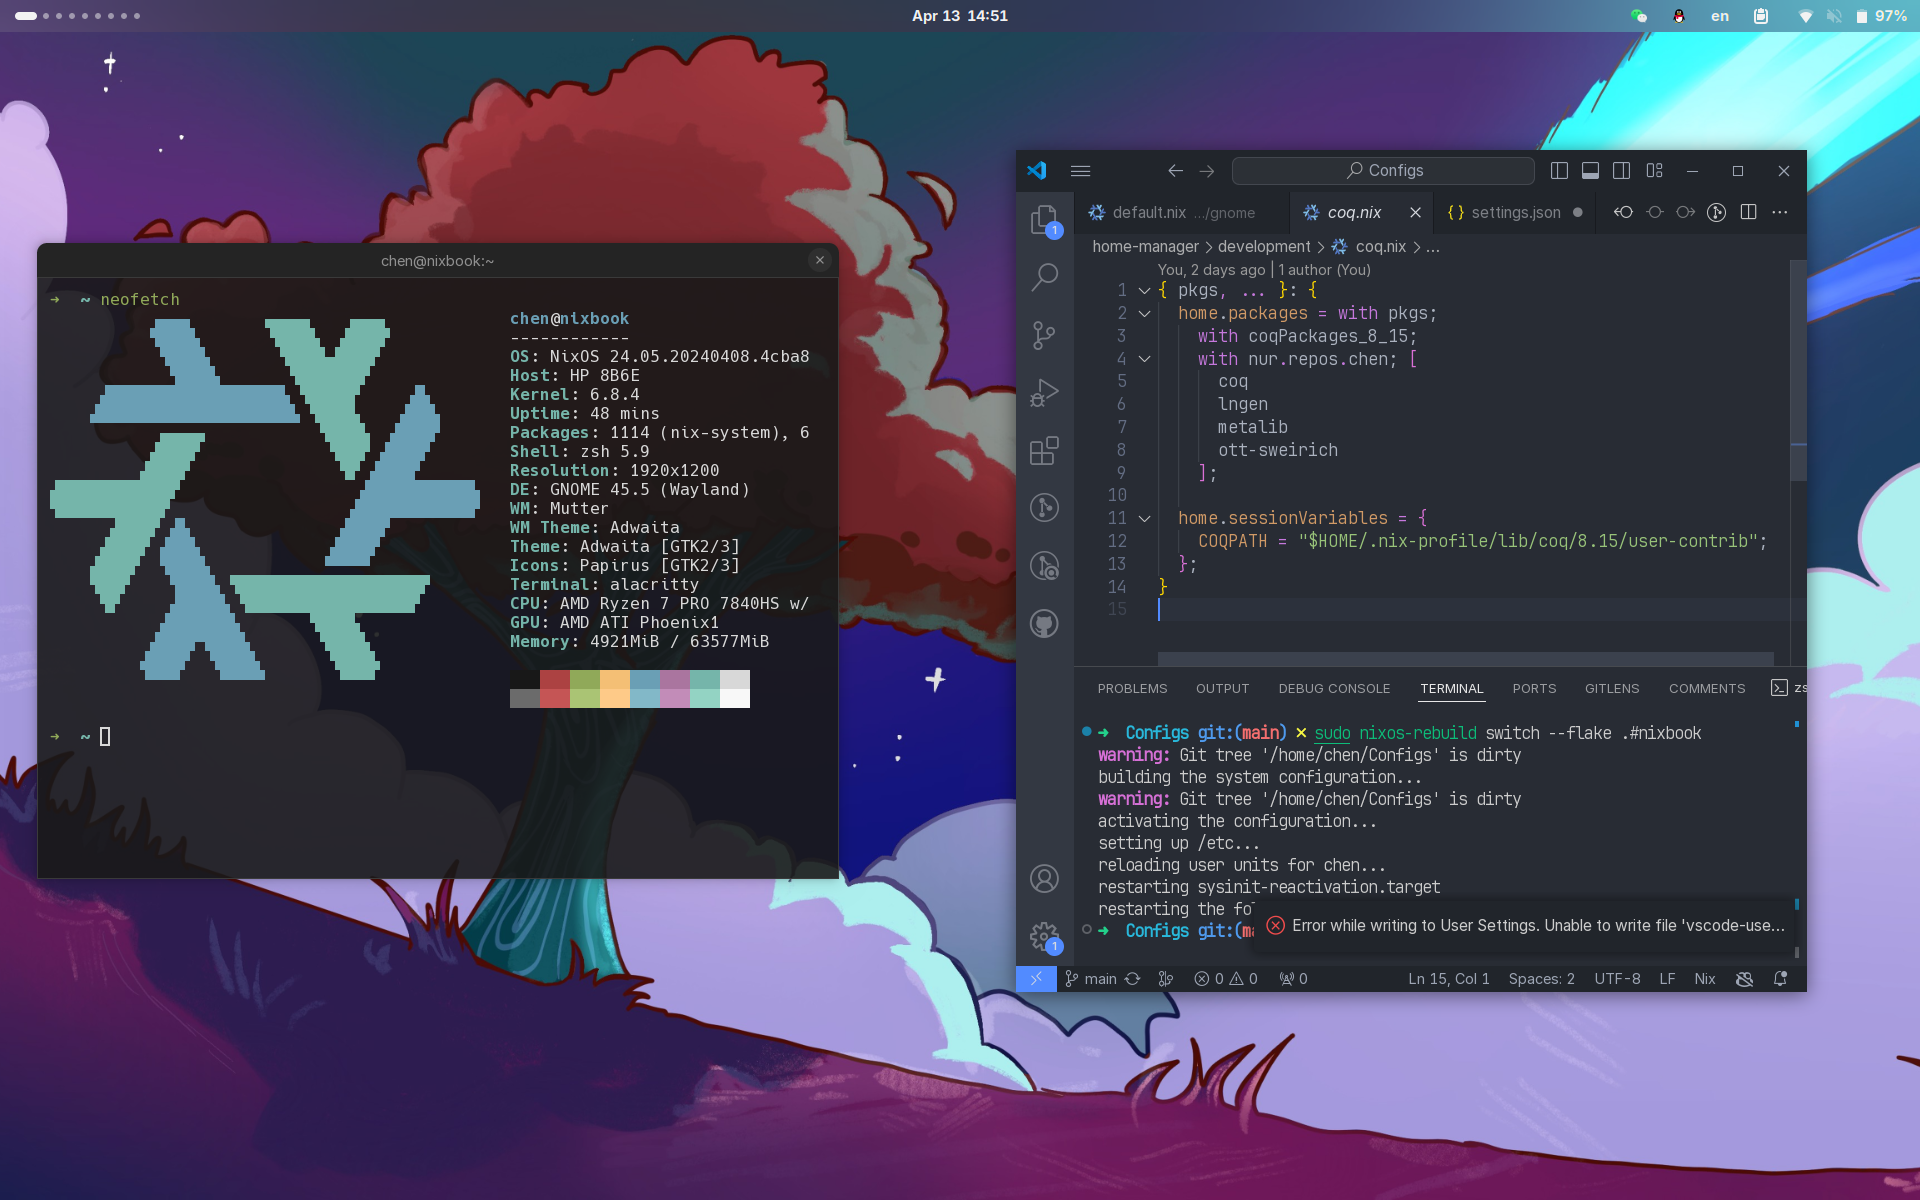 Apr 13 14:51
en
97%
chen@nixbook:~
➜ ~ neofetch
chen@nixbook
------------
OS: NixOS 24.05.20240408.4cba8
Host: HP 8B6E
Kernel: 6.8.4
Uptime: 48 mins
Packages: 1114 (nix-system), 6
Shell: zsh 5.9
Resolution: 1920x1200
DE: GNOME 45.5 (Wayland)
WM: Mutter
WM Theme: Adwaita
Theme: Adwaita [GTK2/3]
Icons: Papirus [GTK2/3]
Terminal: alacritty
CPU: AMD Ryzen 7 PRO 7840HS w/
GPU: AMD ATI Phoenix1
Memory: 4921MiB / 63577MiB
➜ ~
Configs
default.nix .../gnome
coq.nix
{ } settings.json
home-manager > development > coq.nix > ...
You, 2 days ago | 1 author (You)
1 { pkgs, ... }: {
2 home.packages = with pkgs;
3 with coqPackages_8_15;
4 with nur.repos.chen; [
5 coq
6 lngen
7 metalib
8 ott-sweirich
9 ];
10
11 home.sessionVariables = {
12 COQPATH = "$HOME/.nix-profile/lib/coq/8.15/user-contrib";
13 };
14 }
15
1
PROBLEMS OUTPUT DEBUG CONSOLE TERMINAL PORTS GITLENS COMMENTS zs
➜ Configs git:(main) ✗ sudo nixos-rebuild switch --flake .#nixbook
warning: Git tree '/home/chen/Configs' is dirty
building the system configuration...
warning: Git tree '/home/chen/Configs' is dirty
activating the configuration...
setting up /etc...
reloading user units for chen...
restarting sysinit-reactivation.target
restarting the fo
➜ Configs git:(ma
Error while writing to User Settings. Unable to write file 'vscode-use...
1
main 0 0 0 Ln 15, Col 1 Spaces: 2 UTF-8 LF Nix